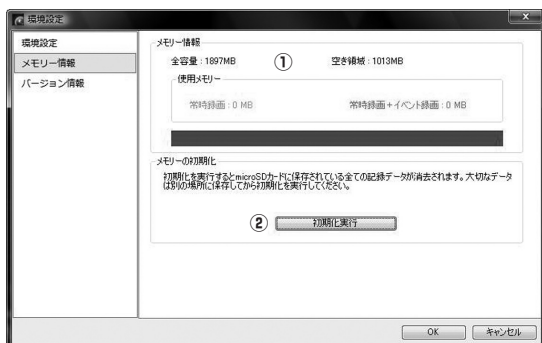 環境設定
x
環境設定
メモリー情報
バージョン情報
メモリー情報
全容量 : 1897MB ① 空き領域 : 1013MB
使用メモリー
常時録画 : 0 MB 常時録画+イベント録画 : 0 MB
メモリーの初期化
初期化を実行するとmicroSDカードに保存されている全ての記録データが消去されます。大切なデータ
は別の場所に保存してから初期化を実行してください。
② 初期化実行
OK キャンセル